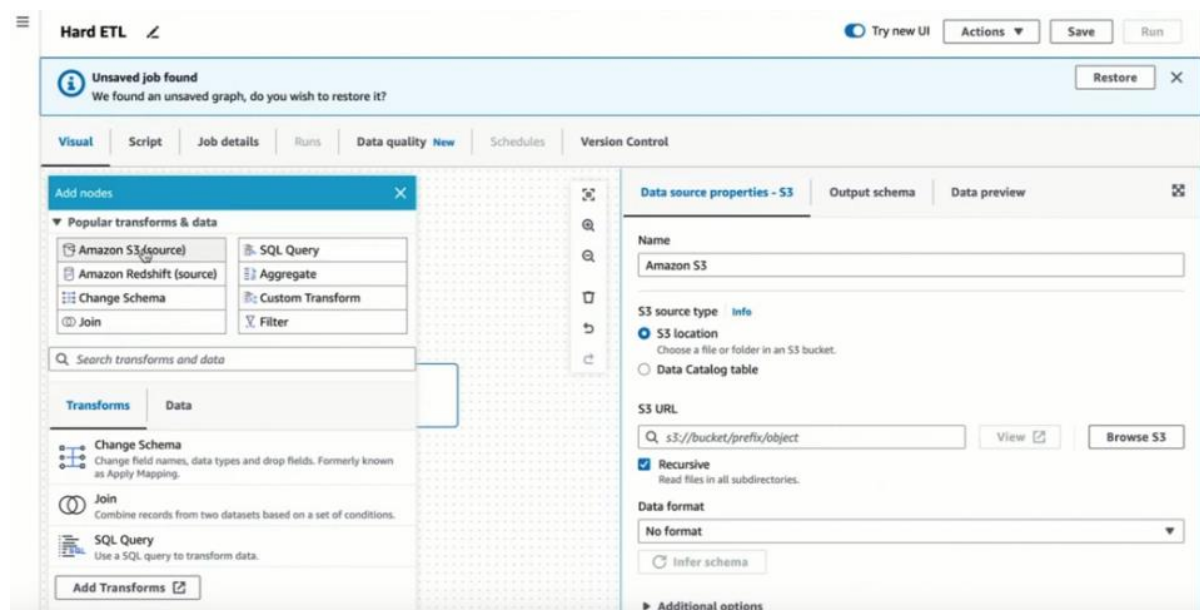 Hard ETL
Try new UI
Actions
Save
Run
Unsaved job found
We found an unsaved graph, do you wish to restore it?
Restore
Visual
Script
Job details
Runs
Data quality New
Schedules
Version Control
Add nodes
Popular transforms & data
Amazon S3 (source)
SQL Query
Amazon Redshift (source)
Aggregate
Change Schema
Custom Transform
Join
Filter
Search transforms and data
Transforms
Data
Change Schema
Change field names, data types and drop fields. Formerly known
as Apply Mapping.
Join
Combine records from two datasets based on a set of conditions.
SQL Query
Use a SQL query to transform data.
Add Transforms
Data source properties - S3
Output schema
Data preview
Name
Amazon S3
S3 source type Info
S3 location
Choose a file or folder in an S3 bucket.
Data Catalog table
S3 URL
s3://bucket/prefix/object
View
Browse S3
Recursive
Read files in all subdirectories.
Data format
No format
Infer schema
Additional options